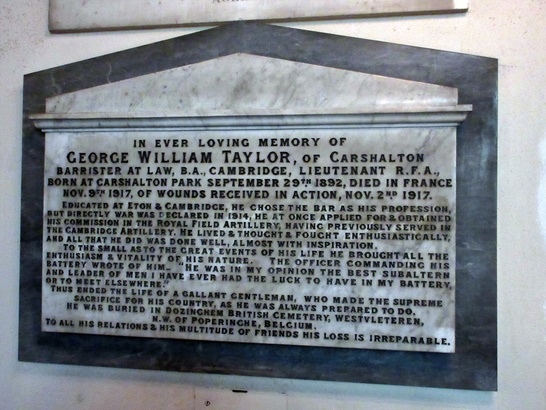 IN EVER LOVING MEMORY OF
GEORGE WILLIAM TAYLOR, OF CARSHALTON
BARRISTER AT LAW, B.A., CAMBRIDGE, LIEUTENANT R.F.A.,
BORN AT CARSHALTON PARK SEPTEMBER 29TH 1892, DIED IN FRANCE
NOV. 9TH 1917, OF WOUNDS RECEIVED IN ACTION, NOV. 2ND 1917.
EDUCATED AT ETON & CAMBRIDGE, HE CHOSE THE BAR AS HIS PROFESSION,
BUT DIRECTLY WAR WAS DECLARED IN 1914, HE AT ONCE APPLIED FOR & OBTAINED
HIS COMMISSION IN THE ROYAL FIELD ARTILLERY, HAVING PREVIOUSLY SERVED IN
THE CAMBRIDGE ARTILLERY. HE LIVED & THOUGHT & FOUGHT ENTHUSIASTICALLY,
AND ALL THAT HE DID WAS DONE WELL, ALMOST WITH INSPIRATION.
TO THE SMALL AS TO THE GREAT EVENTS OF HIS LIFE HE BROUGHT ALL THE
ENTHUSIASM & VITALITY OF HIS NATURE. THE OFFICER COMMANDING HIS
BATTERY WROTE OF HIM_ "HE WAS IN MY OPINION THE BEST SUBALTERN
AND LEADER OF MEN I HAVE EVER HAD THE LUCK TO HAVE IN MY BATTERY,
OR TO MEET ELSEWHERE."
THUS ENDED THE LIFE OF A GALLANT GENTLEMAN, WHO MADE THE SUPREME
SACRIFICE FOR HIS COUNTRY, AS HE WAS ALWAYS PREPARED TO DO.
HE WAS BURIED IN DOZINGHEM BRITISH CEMETERY, WESTVLETEREN,
N.W. OF POPERINGHE, BELGIUM.
TO ALL HIS RELATIONS & HIS MULTITUDE OF FRIENDS HIS LOSS IS IRREPARABLE.